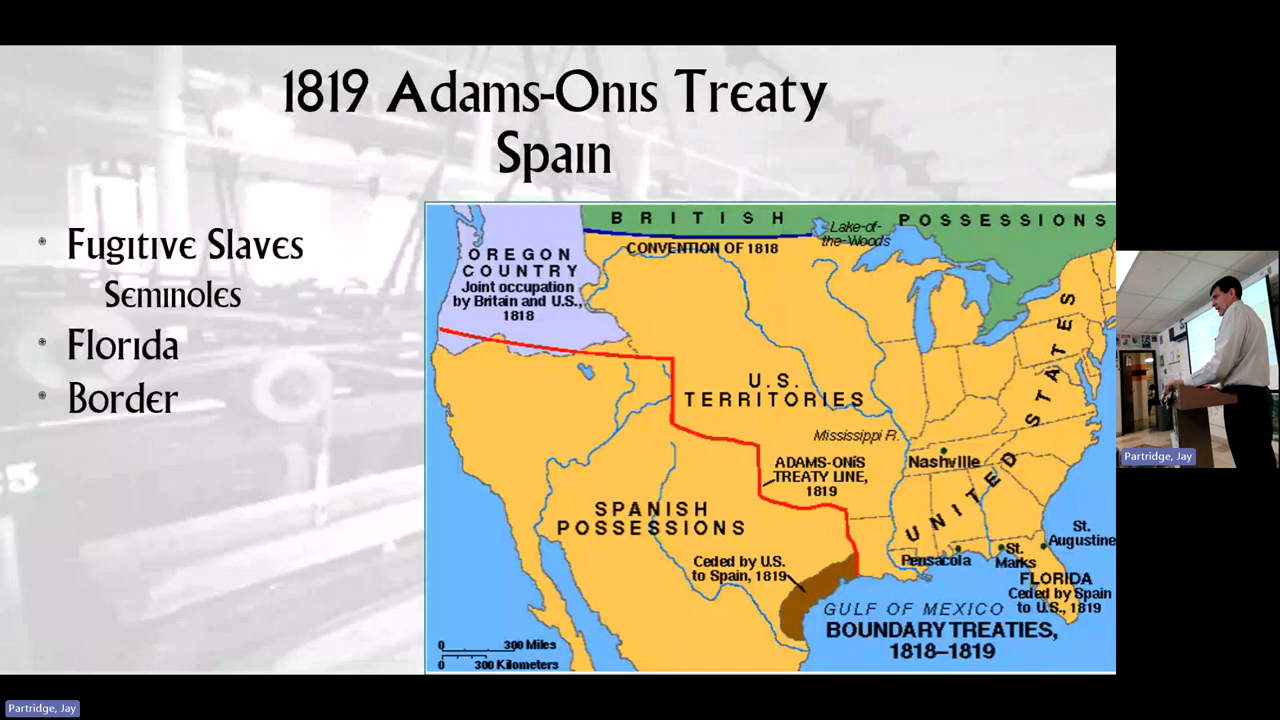 1819 Adams-Onis Treaty
Spain
Fugitive Slaves
Seminoles
Florida
Border
BRITISH POSSESSIONS
Lake-of-
the-Woods
CONVENTION OF 1818
OREGON
COUNTRY
Joint occupation
by Britain and U.S.,
1818
U.S.
TERRITORIES
Mississippi R.
ADAMS-ONÍS
TREATY LINE,
1819
Nashville
UNITED STATES
SPANISH
POSSESSIONS
Ceded by U.S.
to Spain, 1819
Pensacola
St.
Marks
St.
Augustine
FLORIDA
Ceded by Spain
to U.S., 1819
GULF OF MEXICO
BOUNDARY TREATIES,
1818–1819
0 300 Miles
0 300 Kilometers
Partridge, Jay
Partridge, Jay